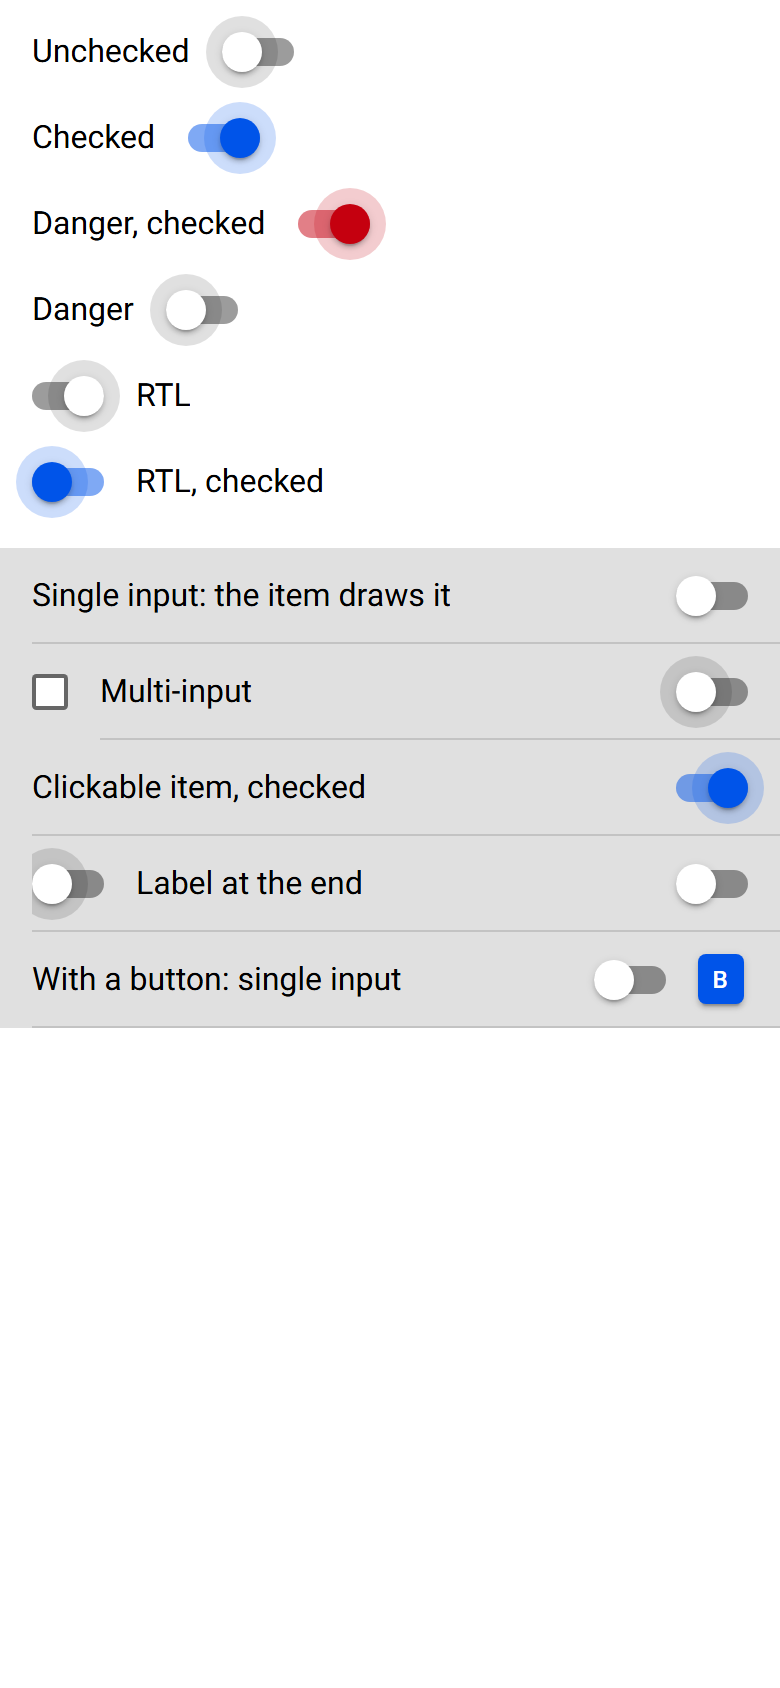 Unchecked
Checked
Danger, checked
Danger
RTL
RTL, checked
Single input: the item draws it
Multi-input
Clickable item, checked
Label at the end
With a button: single input B